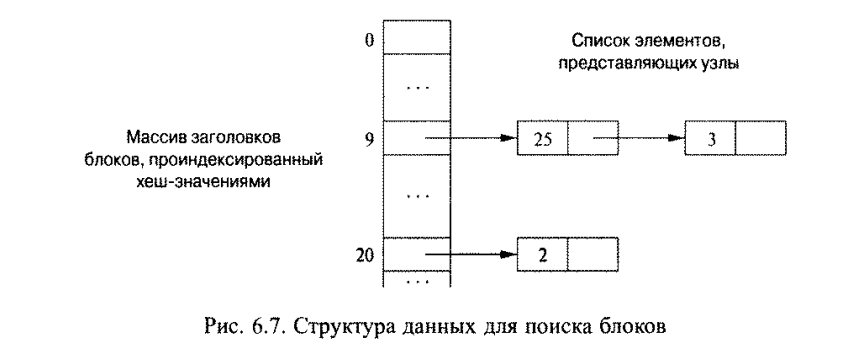 0
Список элементов,
представляющих узлы
...
Массив заголовков
блоков, проиндексированный
хеш-значениями
9
25
3
...
20
2
...
Рис. 6.7. Структура данных для поиска блоков